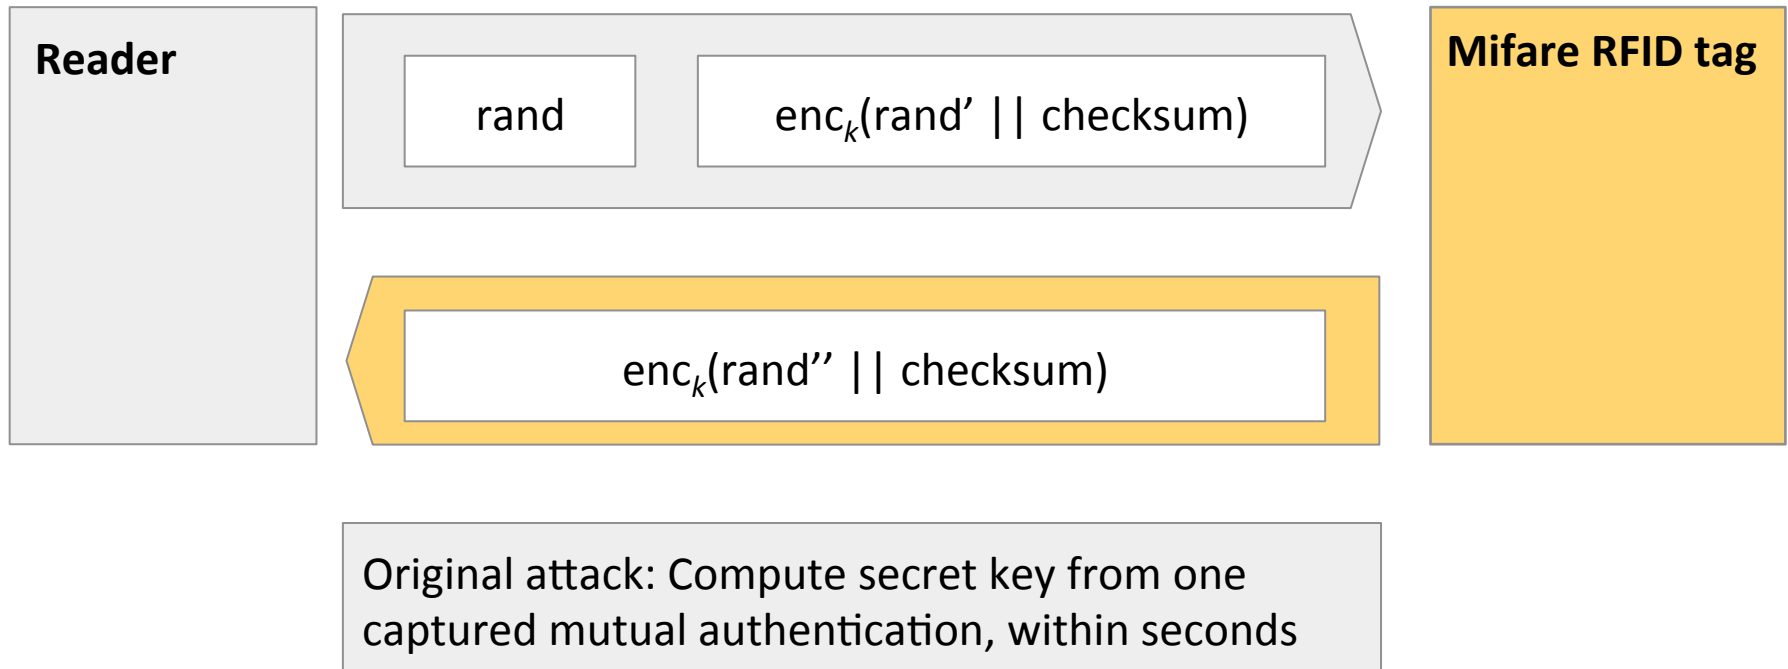 Reader
rand
enck(rand’ || checksum)
Mifare RFID tag
enck(rand’’ || checksum)
Original attack: Compute secret key from one
captured mutual authentication, within seconds